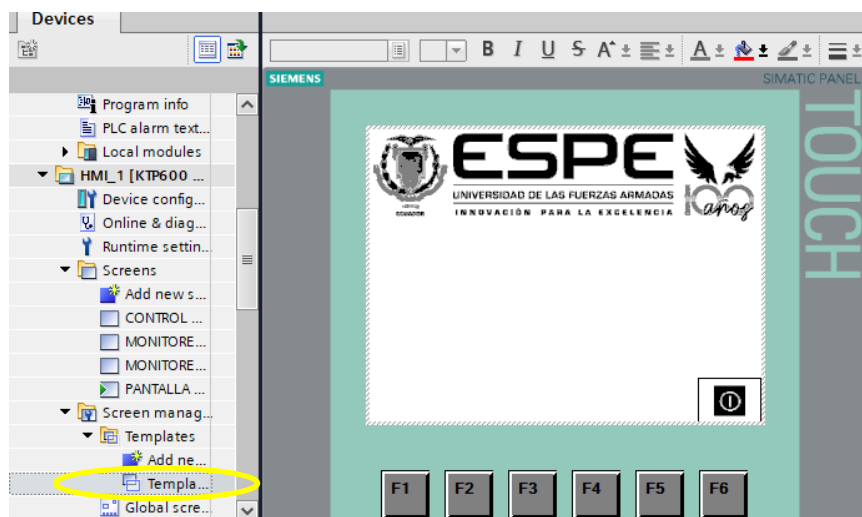 Devices
B I U S A
SIEMENS
SIMATIC PANEL
TOUCH
Program info
PLC alarm text...
Local modules
HMI_1 [KTP600 ...
Device config...
Online & diag...
Runtime settin...
Screens
Add new s...
CONTROL ...
MONITORE...
MONITORE...
PANTALLA ...
Screen manag...
Templates
Add ne...
Templa...
Global scre...
ESPE
UNIVERSIDAD DE LAS FUERZAS ARMADAS
INNOVACIÓN PARA LA EXCELENCIA
ECUADOR
100 años
F1 F2 F3 F4 F5 F6